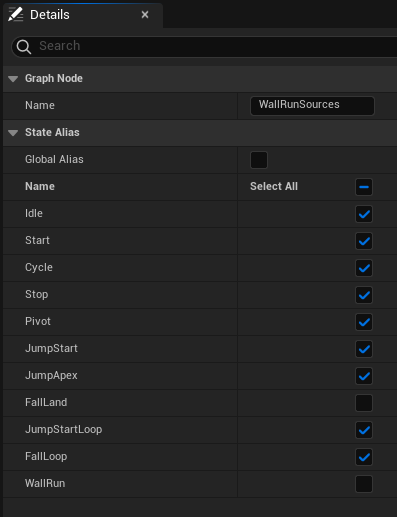 Details
Search
Graph Node
Name WallRunSources
State Alias
Global Alias
Name Select All
Idle
Start
Cycle
Stop
Pivot
JumpStart
JumpApex
FallLand
JumpStartLoop
FallLoop
WallRun